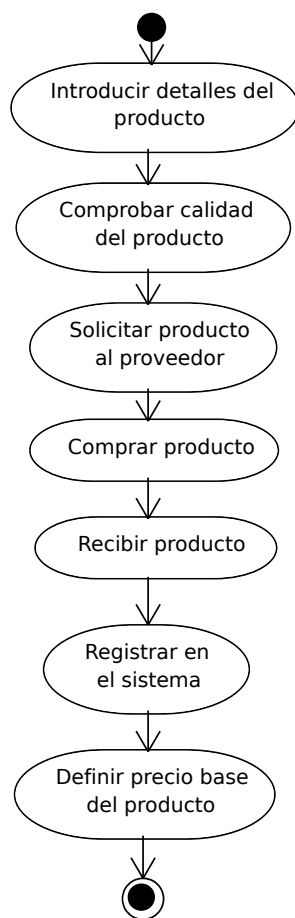 Introducir detalles del
producto
Comprobar calidad
del producto
Solicitar producto
al proveedor
Comprar producto
Recibir producto
Registrar en
el sistema
Definir precio base
del producto